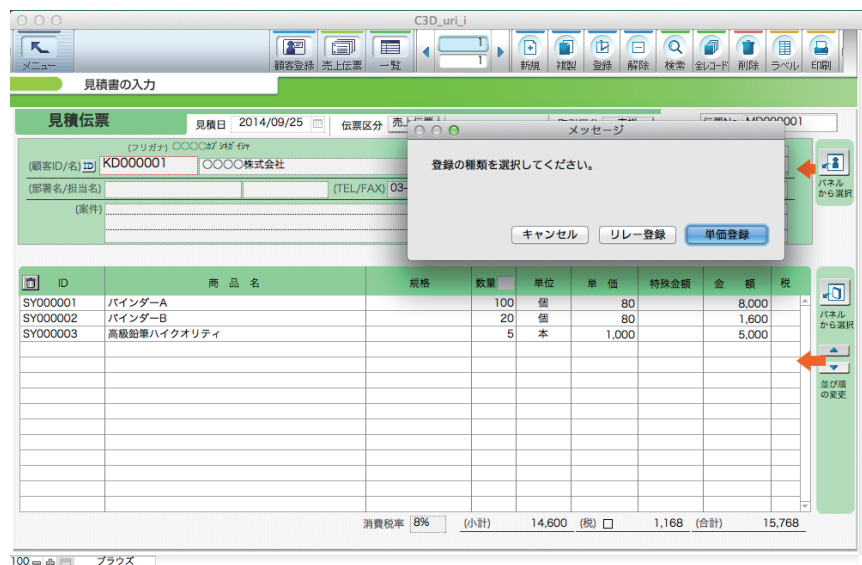 C3D_uri_i
メニュー
顧客登録 売上伝票 一覧 1 1 新規 複製 登録 解除 検索 全レコード 削除 ラベル 印刷
見積書の入力
見積伝票 見積日 2014/09/25 伝票区分 000001
メッセージ
登録の種類を選択してください。
キャンセル リレー登録 単価登録
(フリガナ)
(顧客ID/名) ID KD000001 〇〇〇〇株式会社
(部署名/担当名) (TEL/FAX) 03-
(案件)
パネル
から選択
ID 商品名 規格 数量 単位 単価 特殊金額 金額 税
SY000001 バインダーA 100 個 80 8,000
SY000002 バインダーB 20 個 80 1,600
SY000003 高級鉛筆ハイクオリティ 5 本 1,000 5,000
パネル
から選択
並び順
の変更
消費税率 8% (小計) 14,600 (税) 1,168 (合計) 15,768
100 ブラウズ